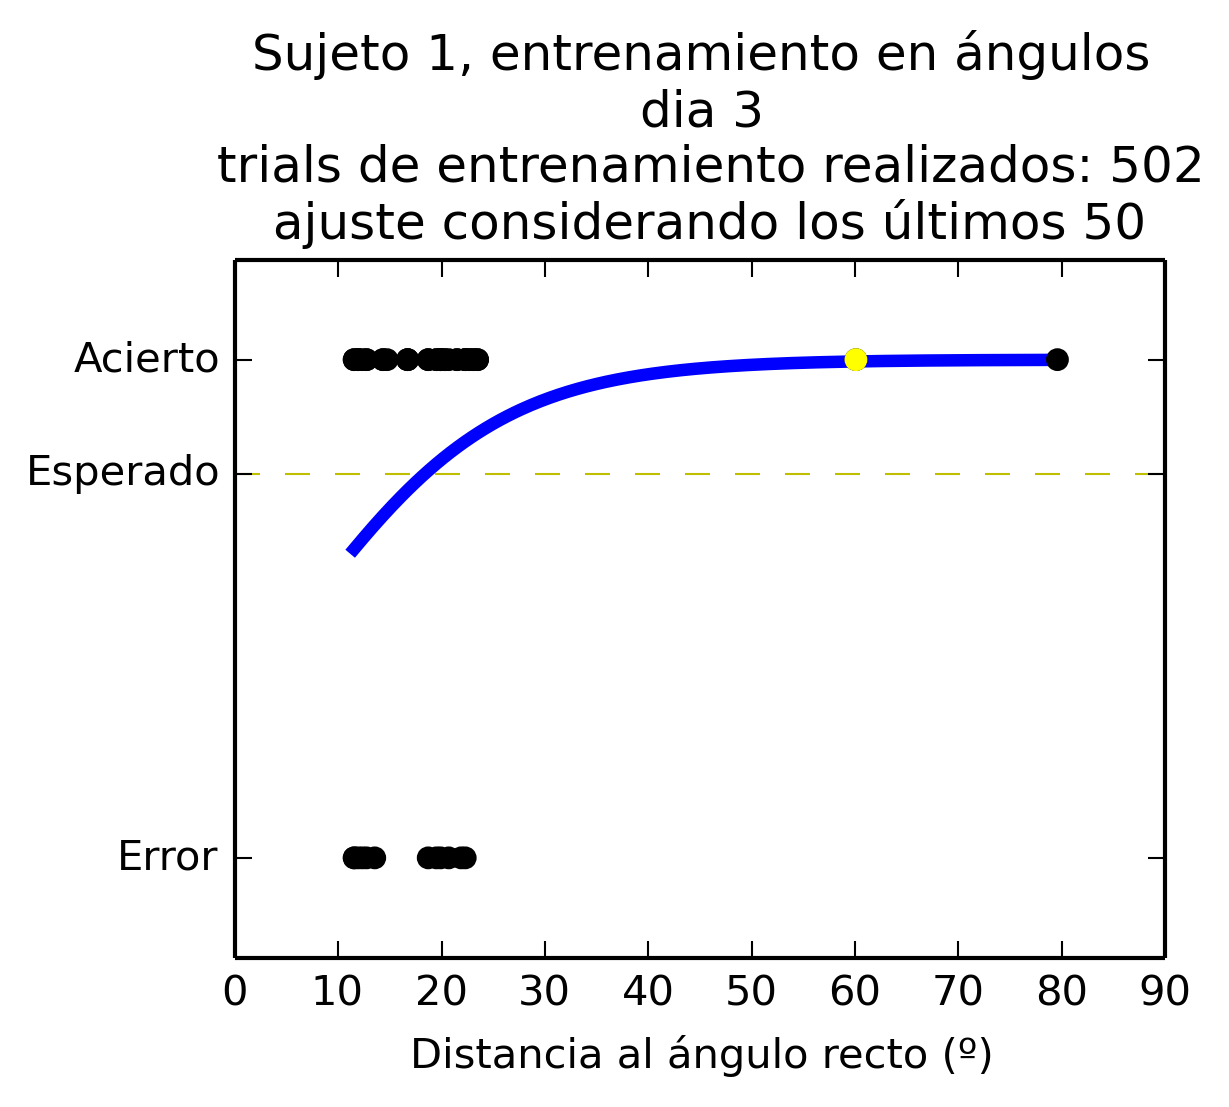 Sujeto 1, entrenamiento en ángulos
dia 3
trials de entrenamiento realizados: 502
ajuste considerando los últimos 50
Acierto
Esperado
Error
0 10 20 30 40 50 60 70 80 90
Distancia al ángulo recto (º)